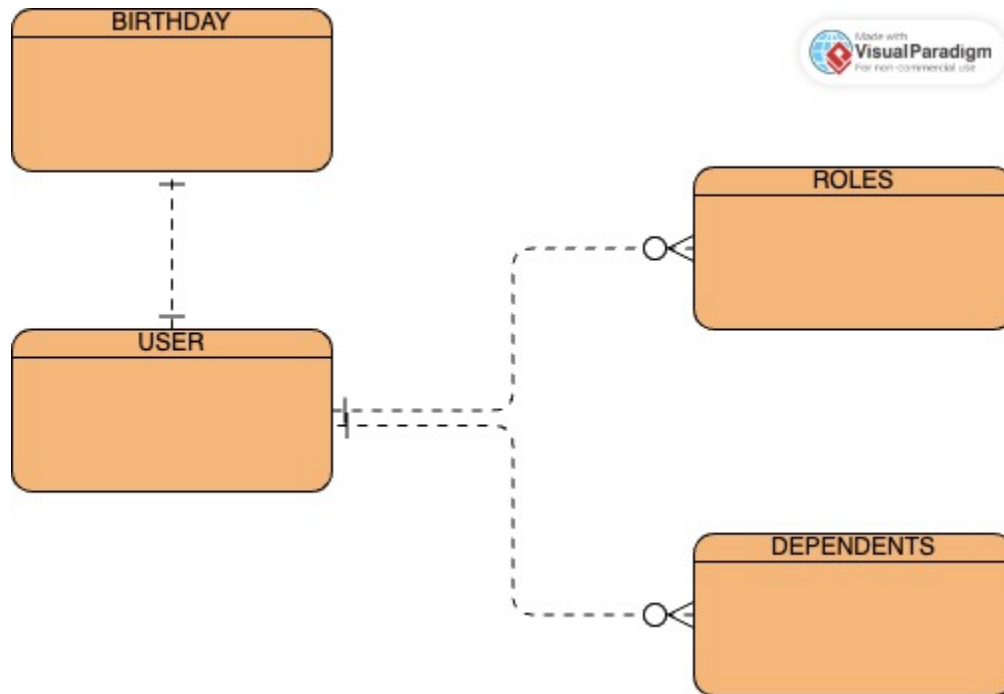 BIRTHDAY
Made with
Visual Paradigm
For non-commercial use
ROLES
USER
DEPENDENTS